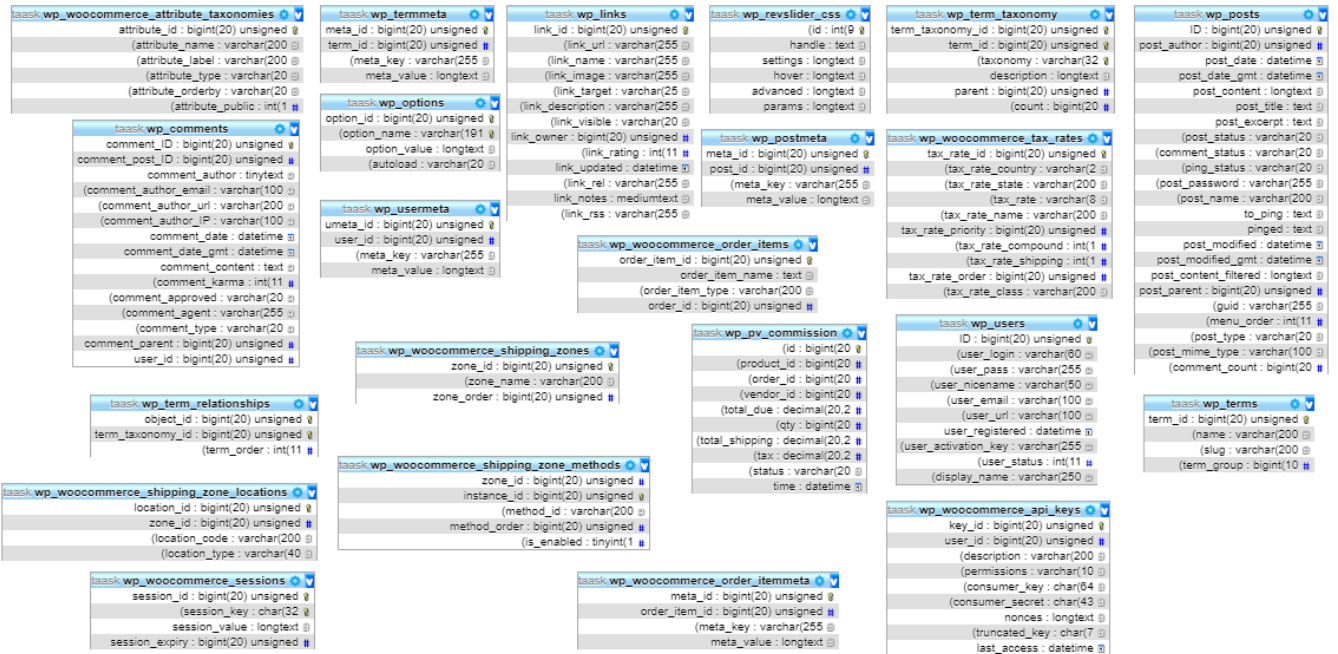 taask wp_woocommerce_attribute_taxonomies
attribute_id : bigint(20) unsigned
(attribute_name : varchar(200
(attribute_label : varchar(200
(attribute_type : varchar(20
(attribute_orderby : varchar(20
(attribute_public : int(1
taask wp_termmeta
meta_id : bigint(20) unsigned
term_id : bigint(20) unsigned
(meta_key : varchar(255
meta_value : longtext
taask wp_links
link_id : bigint(20) unsigned
(link_url : varchar(255
(link_name : varchar(255
(link_image : varchar(255
(link_target : varchar(25
(link_description : varchar(255
(link_visible : varchar(20
link_owner : bigint(20) unsigned
(link_rating : int(11
link_updated : datetime
(link_rel : varchar(255
link_notes : mediumtext
(link_rss : varchar(255
taask wp_revslider_css
(id : int(9
handle : text
settings : longtext
hover : longtext
advanced : longtext
params : longtext
taask wp_term_taxonomy
term_taxonomy_id : bigint(20) unsigned
term_id : bigint(20) unsigned
(taxonomy : varchar(32
description : longtext
parent : bigint(20) unsigned
(count : bigint(20
taask wp_posts
ID : bigint(20) unsigned
post_author : bigint(20) unsigned
post_date : datetime
post_date_gmt : datetime
post_content : longtext
post_title : text
post_excerpt : text
(post_status : varchar(20
(comment_status : varchar(20
(ping_status : varchar(20
(post_password : varchar(255
(post_name : varchar(200
to_ping : text
pinged : text
post_modified : datetime
post_modified_gmt : datetime
post_content_filtered : longtext
post_parent : bigint(20) unsigned
(guid : varchar(255
(menu_order : int(11
(post_type : varchar(20
(post_mime_type : varchar(100
(comment_count : bigint(20
taask wp_options
option_id : bigint(20) unsigned
(option_name : varchar(191
option_value : longtext
(autoload : varchar(20
taask wp_comments
comment_ID : bigint(20) unsigned
comment_post_ID : bigint(20) unsigned
comment_author : tinytext
(comment_author_email : varchar(100
(comment_author_url : varchar(200
(comment_author_IP : varchar(100
comment_date : datetime
comment_date_gmt : datetime
comment_content : text
(comment_karma : int(11
(comment_approved : varchar(20
(comment_agent : varchar(255
(comment_type : varchar(20
comment_parent : bigint(20) unsigned
user_id : bigint(20) unsigned
taask wp_postmeta
meta_id : bigint(20) unsigned
post_id : bigint(20) unsigned
(meta_key : varchar(255
meta_value : longtext
taask wp_woocommerce_tax_rates
tax_rate_id : bigint(20) unsigned
(tax_rate_country : varchar(2
(tax_rate_state : varchar(200
(tax_rate : varchar(8
(tax_rate_name : varchar(200
tax_rate_priority : bigint(20) unsigned
(tax_rate_compound : int(1
(tax_rate_shipping : int(1
tax_rate_order : bigint(20) unsigned
(tax_rate_class : varchar(200
taask wp_usermeta
umeta_id : bigint(20) unsigned
user_id : bigint(20) unsigned
(meta_key : varchar(255
meta_value : longtext
taask wp_woocommerce_order_items
order_item_id : bigint(20) unsigned
order_item_name : text
(order_item_type : varchar(200
order_id : bigint(20) unsigned
taask wp_users
ID : bigint(20) unsigned
(user_login : varchar(60
(user_pass : varchar(255
(user_nicename : varchar(50
(user_email : varchar(100
(user_url : varchar(100
user_registered : datetime
(user_activation_key : varchar(255
(user_status : int(11
(display_name : varchar(250
taask wp_pv_commission
(id : bigint(20
(product_id : bigint(20
(order_id : bigint(20
(vendor_id : bigint(20
(total_due : decimal(20,2
(qty : bigint(20
(total_shipping : decimal(20,2
(tax : decimal(20,2
(status : varchar(20
time : datetime
taask wp_woocommerce_shipping_zones
zone_id : bigint(20) unsigned
(zone_name : varchar(200
zone_order : bigint(20) unsigned
taask wp_term_relationships
object_id : bigint(20) unsigned
term_taxonomy_id : bigint(20) unsigned
(term_order : int(11
taask wp_terms
term_id : bigint(20) unsigned
(name : varchar(200
(slug : varchar(200
(term_group : bigint(10
taask wp_woocommerce_shipping_zone_methods
zone_id : bigint(20) unsigned
instance_id : bigint(20) unsigned
(method_id : varchar(200
method_order : bigint(20) unsigned
(is_enabled : tinyint(1
taask wp_woocommerce_shipping_zone_locations
location_id : bigint(20) unsigned
zone_id : bigint(20) unsigned
(location_code : varchar(200
(location_type : varchar(40
taask wp_woocommerce_api_keys
key_id : bigint(20) unsigned
user_id : bigint(20) unsigned
(description : varchar(200
(permissions : varchar(10
(consumer_key : char(64
(consumer_secret : char(43
nonces : longtext
(truncated_key : char(7
last_access : datetime
taask wp_woocommerce_sessions
session_id : bigint(20) unsigned
(session_key : char(32
session_value : longtext
session_expiry : bigint(20) unsigned
taask wp_woocommerce_order_itemmeta
meta_id : bigint(20) unsigned
order_item_id : bigint(20) unsigned
(meta_key : varchar(255
meta_value : longtext